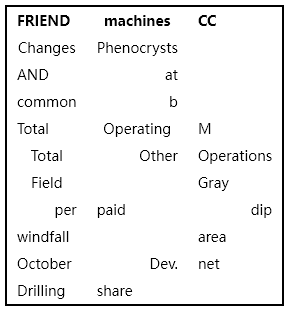 FRIEND machines CC
Changes Phenocrysts
AND at
common b
Total Operating M
Total Other Operations
Field Gray
per paid dip
windfall area
October Dev. net
Drilling share